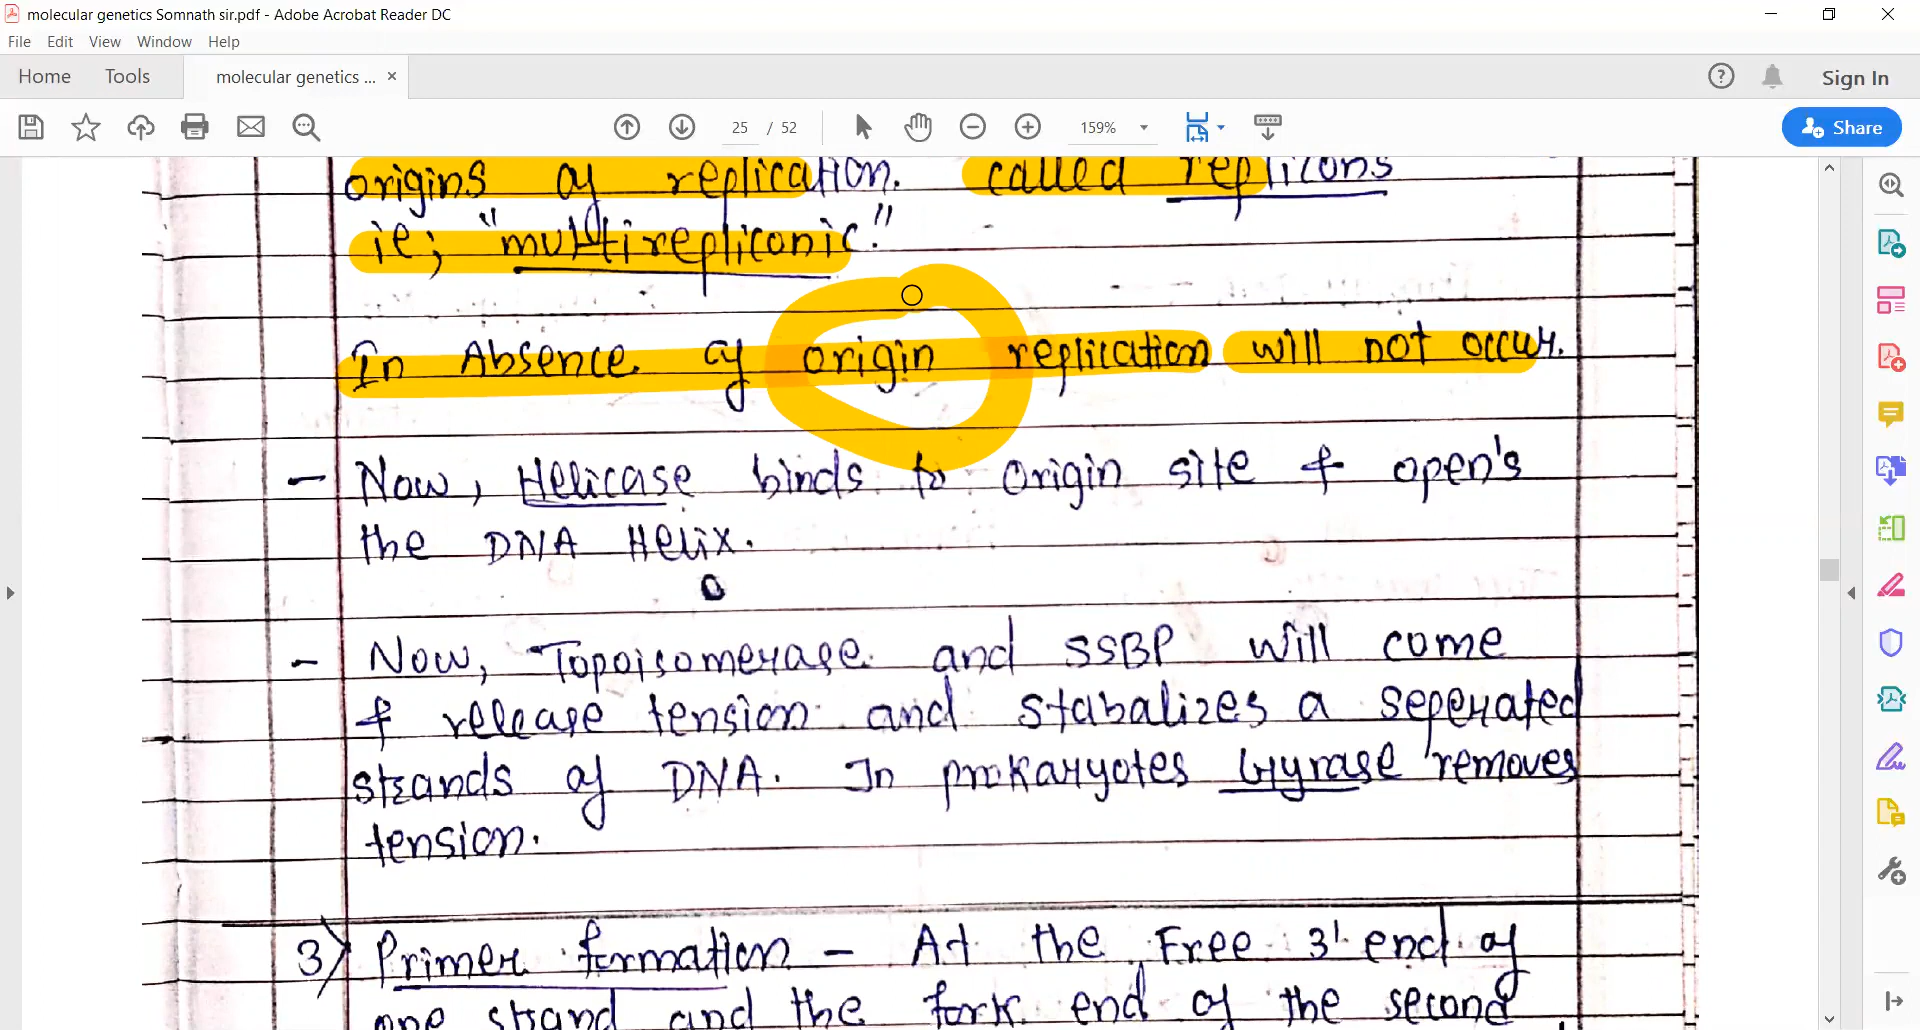 molecular genetics Somnath sir.pdf - Adobe Acrobat Reader DC
File Edit View Window Help
Home Tools molecular genetics ... × Sign In
25 / 52 159% Share
origins of replication. called replicons
ie; "multirepliconic."
In Absence of origin replication will not occur.
- Now, Helicase binds to origin site & open's
the DNA Helix.
- Now, Topoisomerase and SSBP will come
& release tension and stabalizes a seperated
strands of DNA. In prokaryotes Gyrase removes
tension.
3) Primer formation - At the Free 3' end of
one strand and the fork end of the second